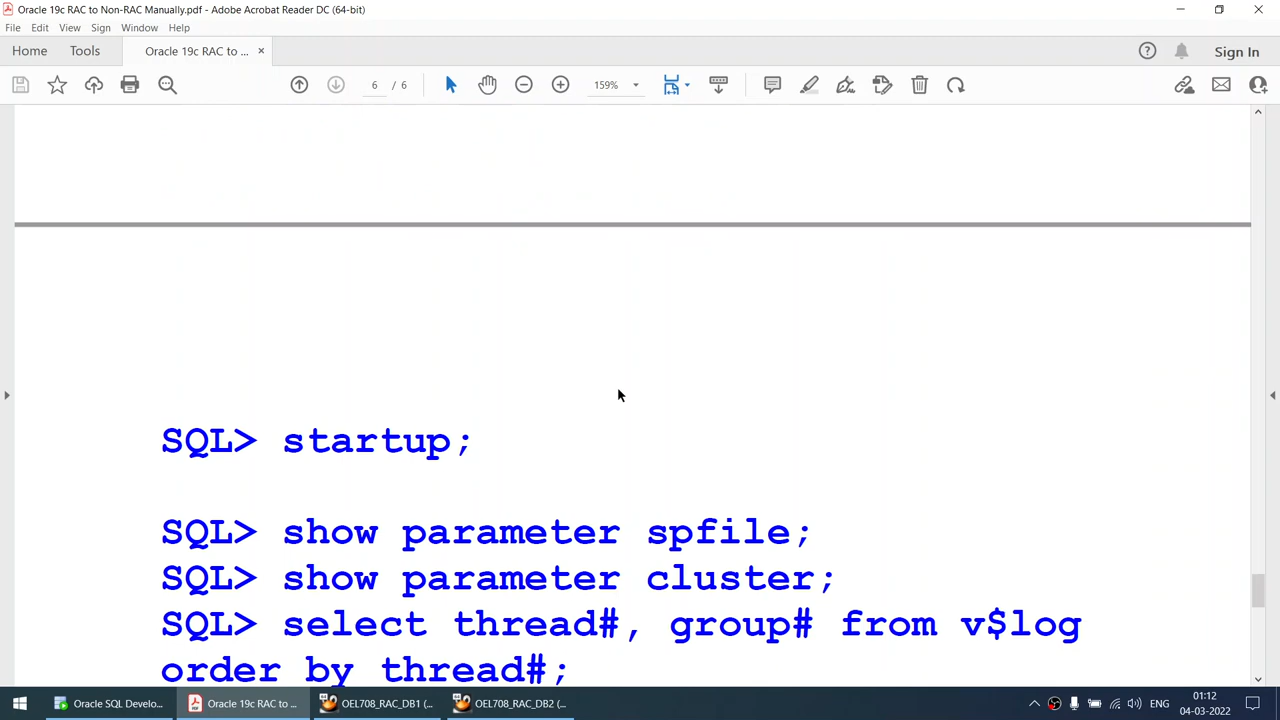 Oracle 19c RAC to Non-RAC Manually.pdf - Adobe Acrobat Reader DC (64-bit)
File Edit View Sign Window Help
Home Tools Oracle 19c RAC to ... × Sign In
6 / 6 159%
SQL> startup;
SQL> show parameter spfile;
SQL> show parameter cluster;
SQL> select thread#, group# from v$log
order by thread#;
Oracle SQL Develo... Oracle 19c RAC to ... OEL708_RAC_DB1 (... OEL708_RAC_DB2 (... ENG 01:12
04-03-2022